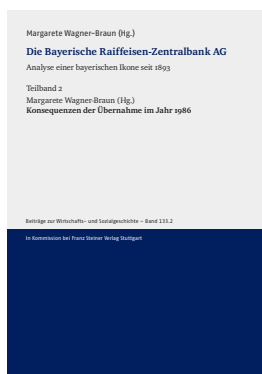 Margarete Wagner-Braun (Hg.)
Die Bayerische Raiffeisen-Zentralbank AG
Analyse einer bayerischen Ikone seit 1893
Teilband 2
Margarete Wagner-Braun (Hg.)
Konsequenzen der Übernahme im Jahr 1986
Beiträge zur Wirtschafts- und Sozialgeschichte – Band 133.2
In Kommission bei Franz Steiner Verlag Stuttgart